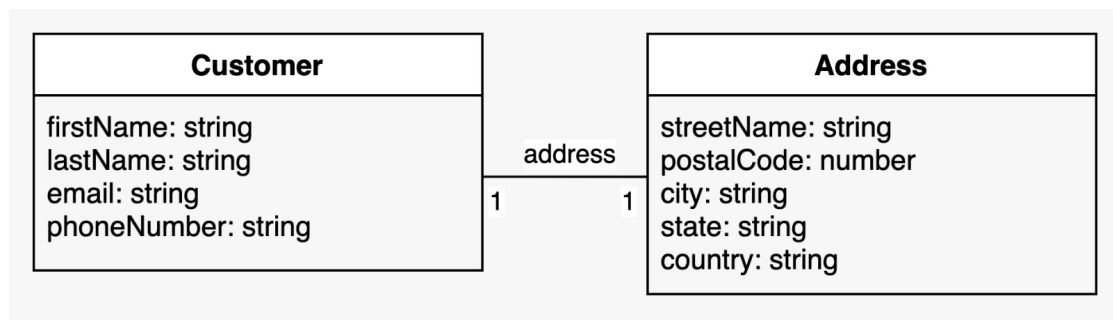 Customer
firstName: string
lastName: string
email: string
phoneNumber: string
address
1
1
Address
streetName: string
postalCode: number
city: string
state: string
country: string